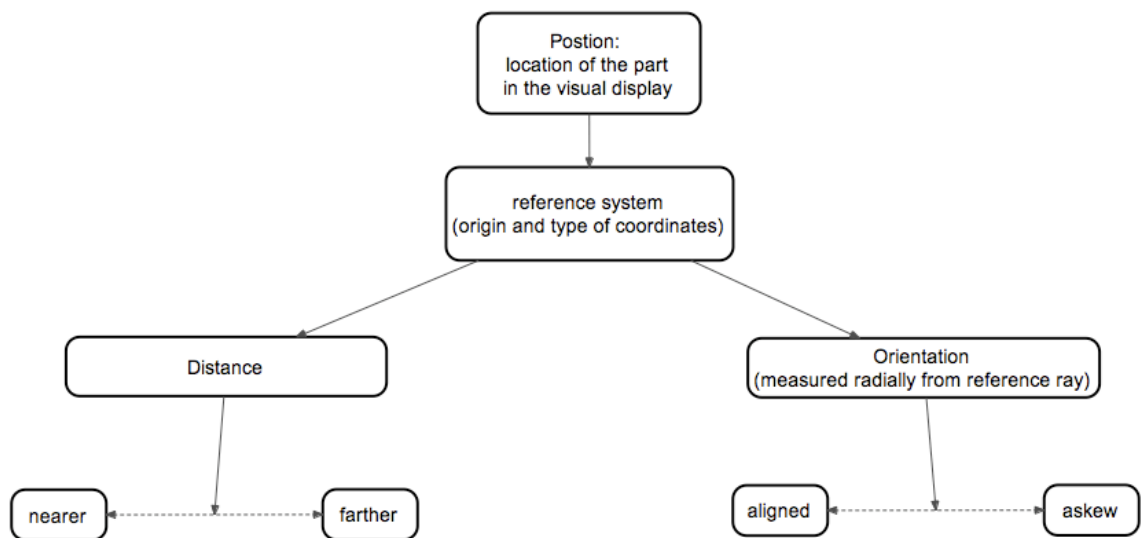 Postion:
location of the part
in the visual display
reference system
(origin and type of coordinates)
Distance
Orientation
(measured radially from reference ray)
nearer
farther
aligned
askew